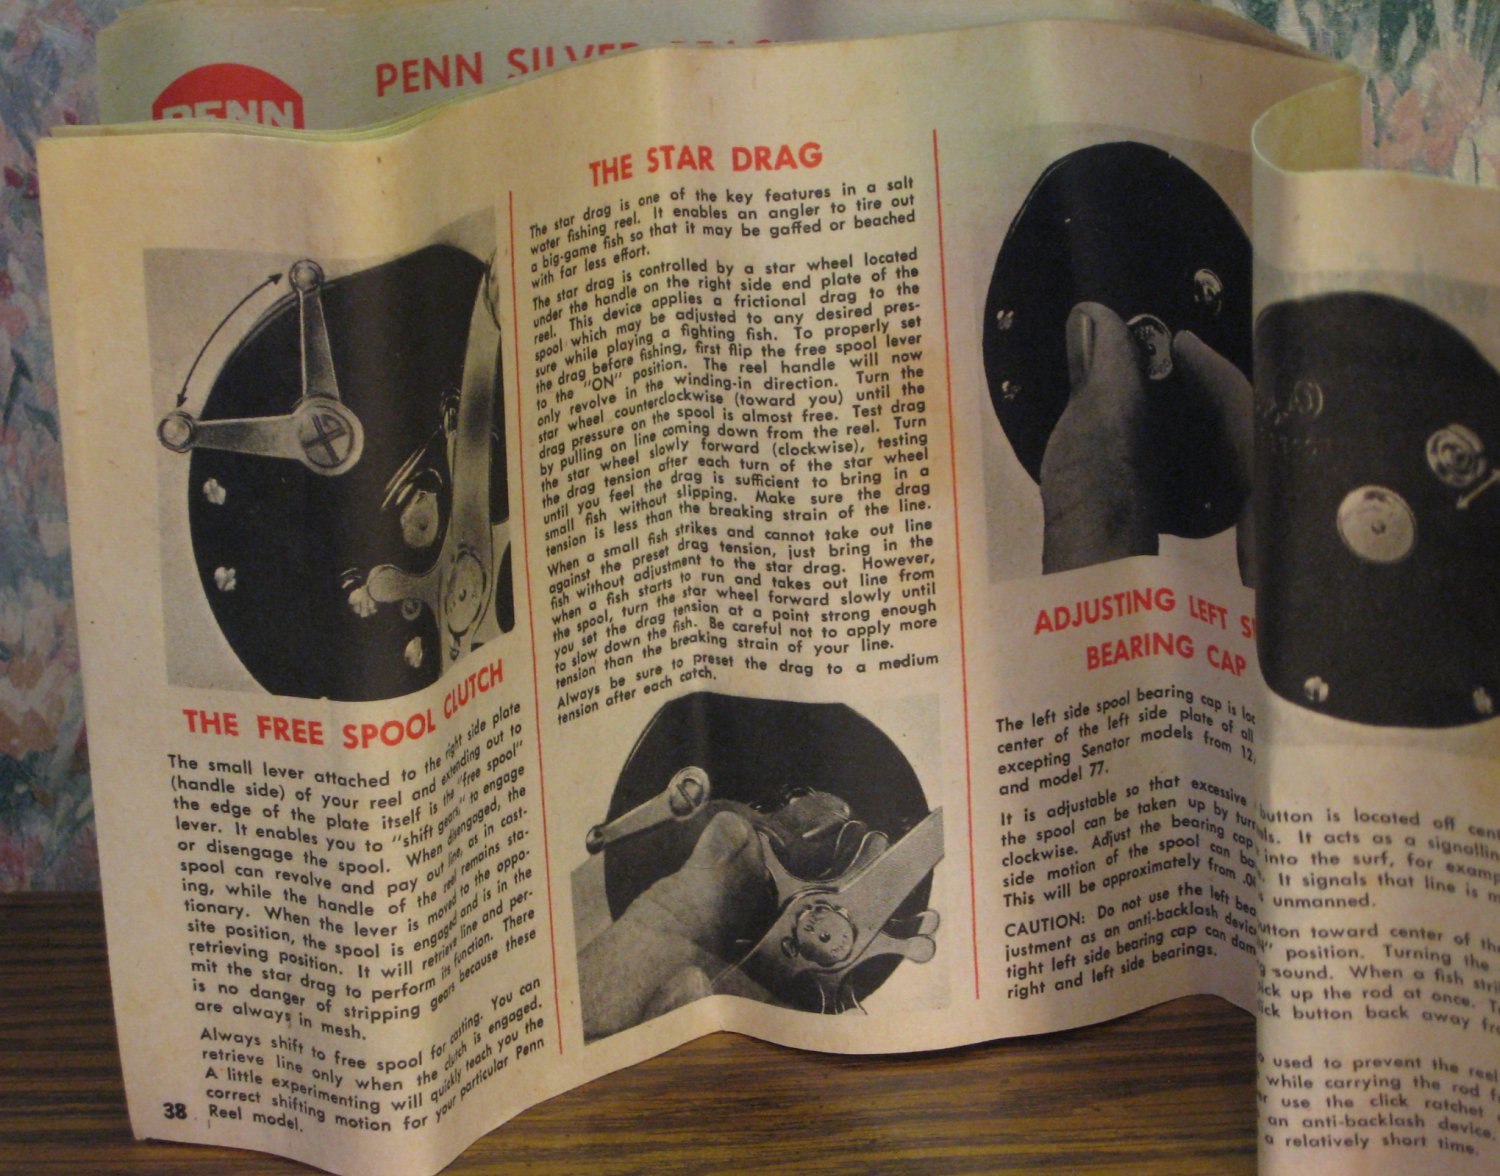 PENN
PENN SILVER
THE FREE SPOOL CLUTCH
The small lever attached to the right side plate
(handle side) of your reel and extending out to
the edge of the plate itself is the "free spool"
lever. It enables you to "shift gears," to engage
or disengage the spool. When disengaged, the
spool can revolve and pay out line, as in cast-
ing, while the handle of the reel remains sta-
tionary. When the lever is moved to the oppo-
site position, the spool is engaged and is in the
retrieving position. It will retrieve line and per-
mit the star drag to perform its function. There
is no danger of stripping gears because these
are always in mesh.
Always shift to free spool for casting. You can
retrieve line only when the clutch is engaged.
A little experimenting will quickly teach you the
correct shifting motion for your particular Penn
Reel model.
38
THE STAR DRAG
The star drag is one of the key features in a salt
water fishing reel. It enables an angler to tire out
a big-game fish so that it may be gaffed or beached
with far less effort.
The star drag is controlled by a star wheel located
under the handle on the right side end plate of the
reel. This device applies a frictional drag to the
spool which may be adjusted to any desired pres-
sure while playing a fighting fish. To properly set
the drag before fishing, first flip the free spool lever
to the "ON" position. The reel handle will now
only revolve in the winding-in direction. Turn the
star wheel counterclockwise (toward you) until the
drag pressure on the spool is almost free. Test drag
by pulling on line coming down from the reel. Turn
the star wheel slowly forward (clockwise), testing
the drag tension after each turn of the star wheel
until you feel the drag is sufficient to bring in a
small fish without slipping. Make sure the drag
tension is less than the breaking strain of the line.
When a small fish strikes and cannot take out line
against the preset drag tension, just bring in the
fish without adjustment to the star drag. However,
when a fish starts to run and takes out line from
the spool, turn the star wheel forward slowly until
you set the drag tension at a point strong enough
to slow down the fish. Be careful not to apply more
tension than the breaking strain of your line.
Always be sure to preset the drag to a medium
tension after each catch.
ADJUSTING LEFT
BEARING CAP
The left side spool bearing cap is
center of the left side plate of all
excepting Senator models from 12,
and model 77.
It is adjustable so that excessive
the spool can be taken up by
clockwise. Adjust the bearing cap
side motion of the spool can
This will be approximately from
CAUTION: Do not use the left
justment as an anti-backlash
tight left side bearing cap can
right and left side bearings.
button is located off
It acts as a
into the surf, for
It signals that line is
unmanned.
toward center of the
position. Turning the
sound. When a fish
up the rod at once.
button back away
used to prevent the reel
while carrying the rod
use the click ratchet
an anti-backlash device.
a relatively short time.